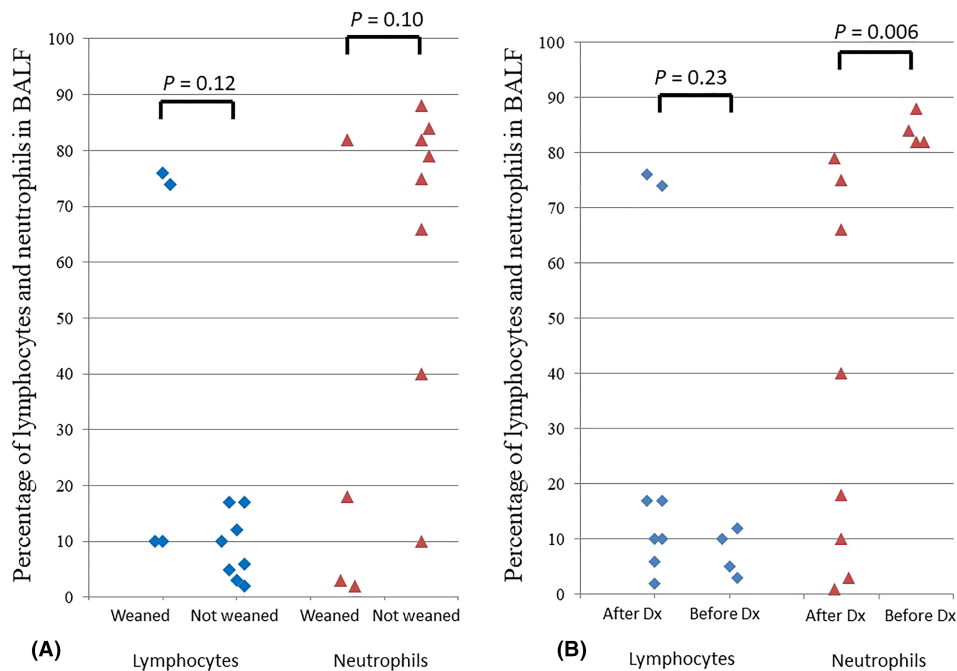 P = 0.10
P = 0.12
Percentage of lymphocytes and neutrophils in BALF
100
90
80
70
60
50
40
30
20
10
0
Weaned Not weaned Weaned Not weaned
(A) Lymphocytes Neutrophils
P = 0.006
P = 0.23
Percentage of lymphocytes and neutrophils in BALF
100
90
80
70
60
50
40
30
20
10
0
After Dx Before Dx After Dx Before Dx
(B) Lymphocytes Neutrophils